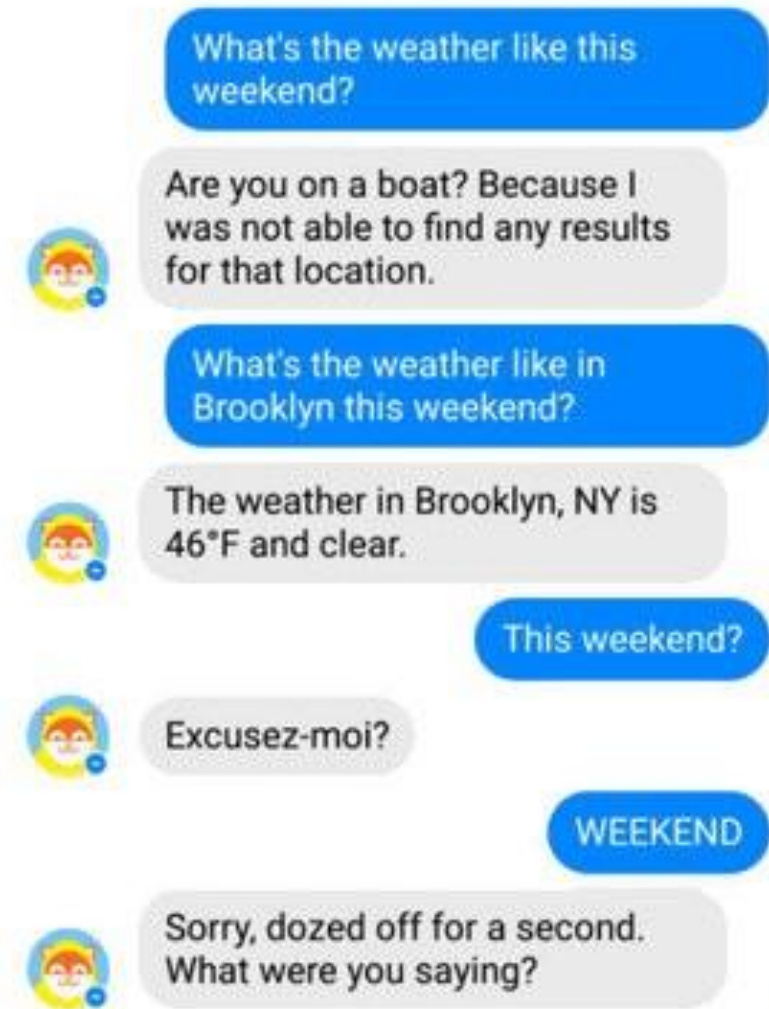 What's the weather like this
weekend?
Are you on a boat? Because I
was not able to find any results
for that location.
What's the weather like in
Brooklyn this weekend?
The weather in Brooklyn, NY is
46°F and clear.
This weekend?
Excusez-moi?
WEEKEND
Sorry, dozed off for a second.
What were you saying?